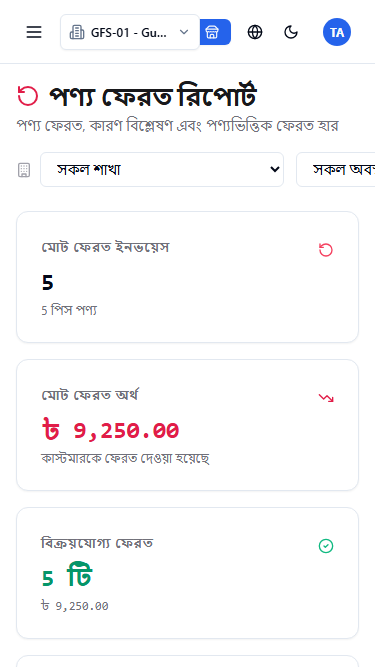 GFS-01 - Gu...
TA
পণ্য ফেরত রিপোর্ট
পণ্য ফেরত, কারণ বিশ্লেষণ এবং পণ্যভিত্তিক ফেরত হার
সকল শাখা
সকল অবস্
মোট ফেরত ইনভয়েস
5
5 পিস পণ্য
মোট ফেরত অর্থ
৳ 9,250.00
কাস্টমারকে ফেরত দেওয়া হয়েছে
বিক্রয়যোগ্য ফেরত
5 টি
৳ 9,250.00